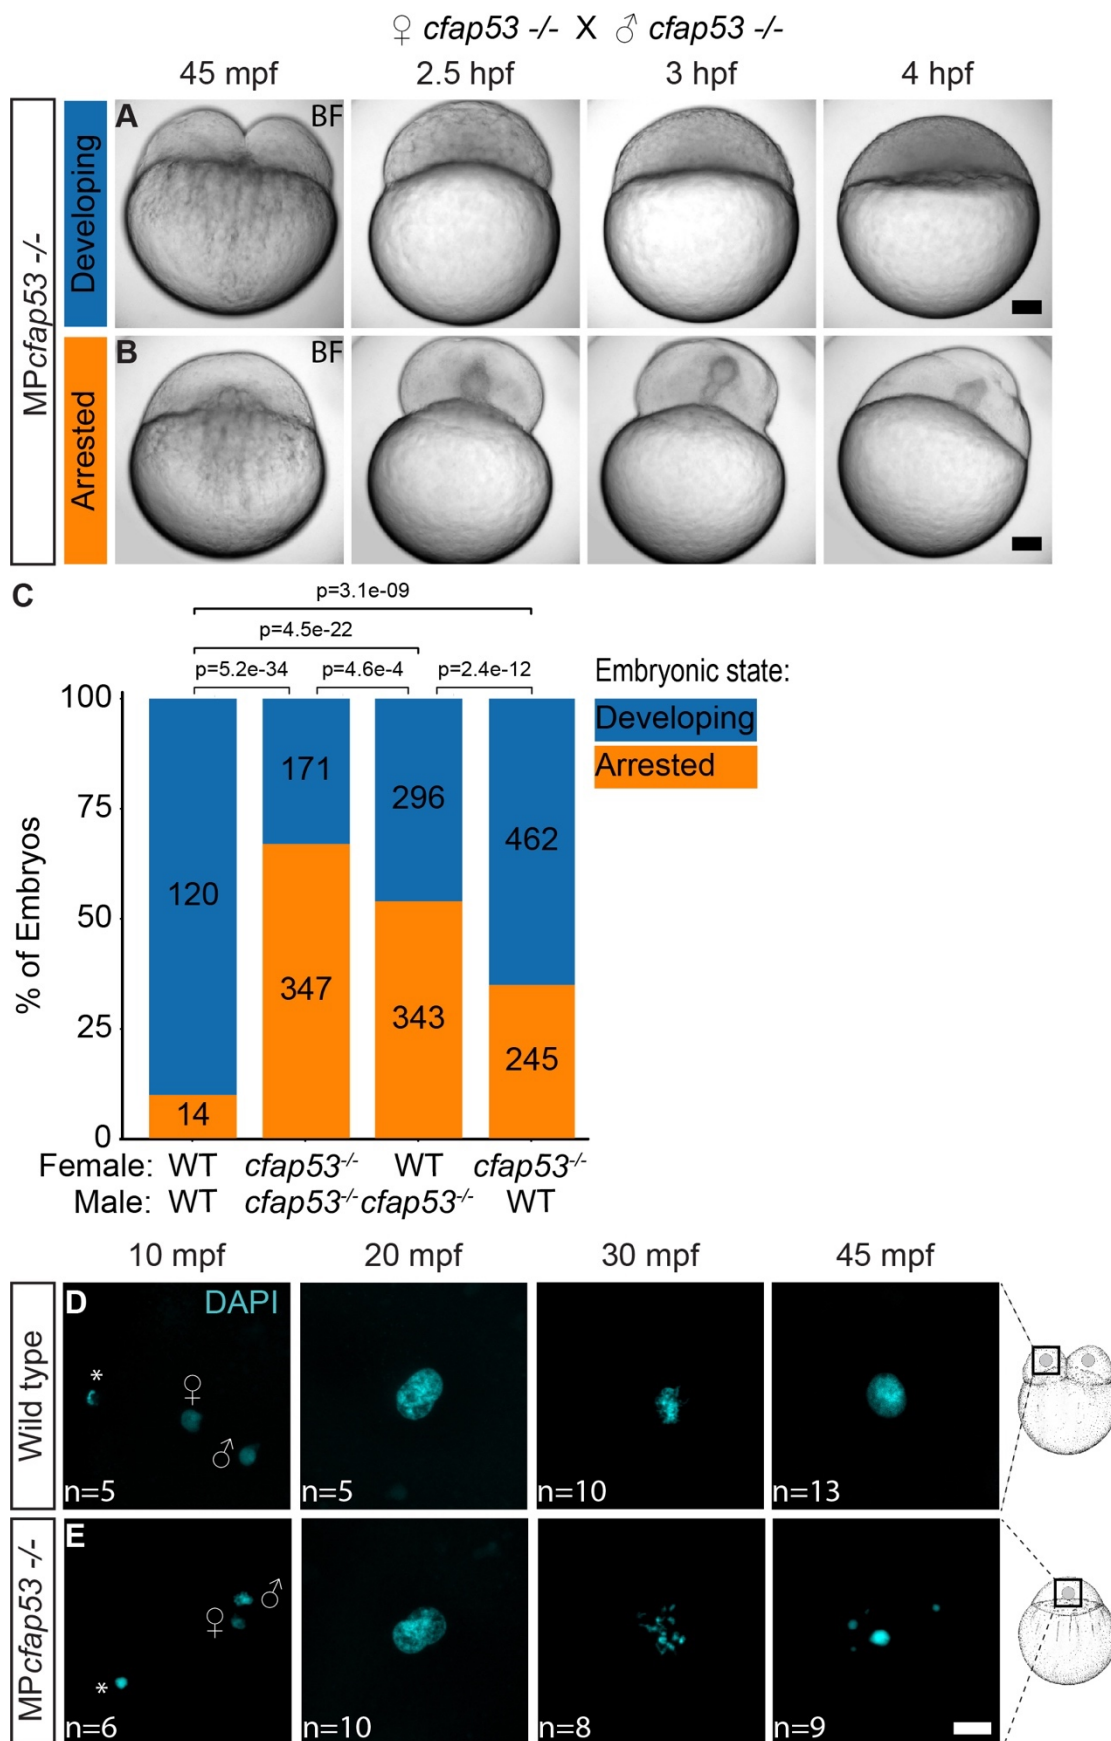 ♀ cfap53 -/- X ♂ cfap53 -/-
45 mpf 2.5 hpf 3 hpf 4 hpf
MPcfap53 -/-
Developing
A BF
Arrested
B BF
C
p=3.1e-09
p=4.5e-22
p=5.2e-34 p=4.6e-4 p=2.4e-12
Embryonic state:
Developing
Arrested
% of Embryos
100
75
50
25
0
120 171 296 462
14 347 343 245
Female: WT cfap53-/- WT cfap53-/-
Male: WT cfap53-/- cfap53-/- WT
10 mpf 20 mpf 30 mpf 45 mpf
Wild type
D DAPI
* ♀ ♂
n=5 n=5 n=10 n=13
MPcfap53 -/-
E
♀ ♂ *
n=6 n=10 n=8 n=9